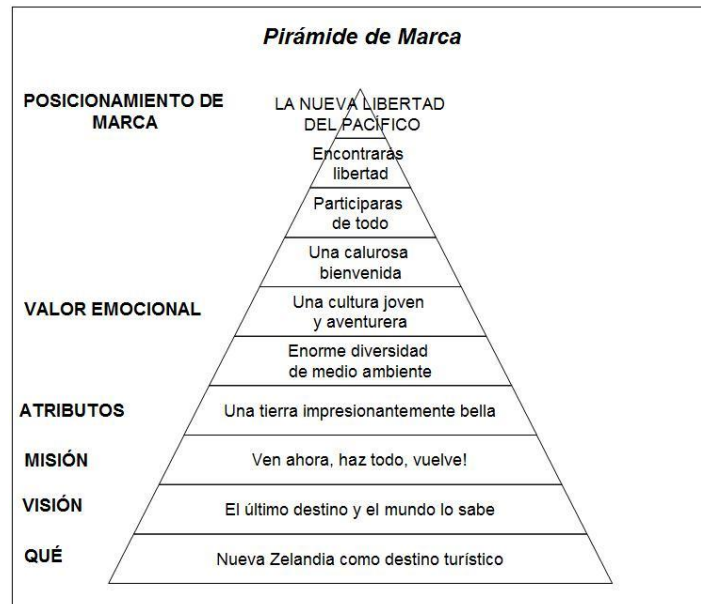 Pirámide de Marca
POSICIONAMIENTO DE
MARCA
LA NUEVA LIBERTAD
DEL PACÍFICO
Encontraras
libertad
Participaras
de todo
Una calurosa
bienvenida
VALOR EMOCIONAL
Una cultura joven
y aventurera
Enorme diversidad
de medio ambiente
ATRIBUTOS
Una tierra impresionantemente bella
MISIÓN
Ven ahora, haz todo, vuelve!
VISIÓN
El último destino y el mundo lo sabe
QUÉ
Nueva Zelandia como destino turístico